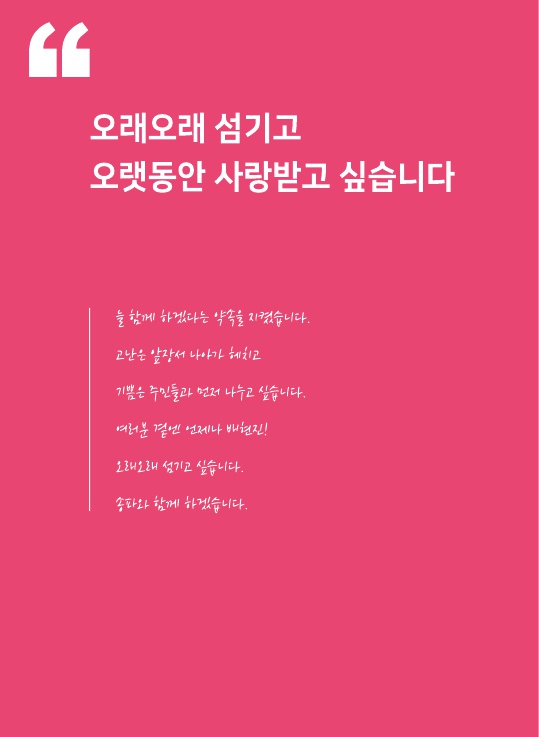 오래오래 섬기고
오랫동안 사랑받고 싶습니다
늘 함께 하겠다는 약속을 지켰습니다.
고난은 앞장서 나아가 헤치고
기쁨은 주민들과 먼저 나누고 싶습니다.
여러분 곁엔 언제나 배현진!
오래오래 섬기고 싶습니다.
송파와 함께 하겠습니다.